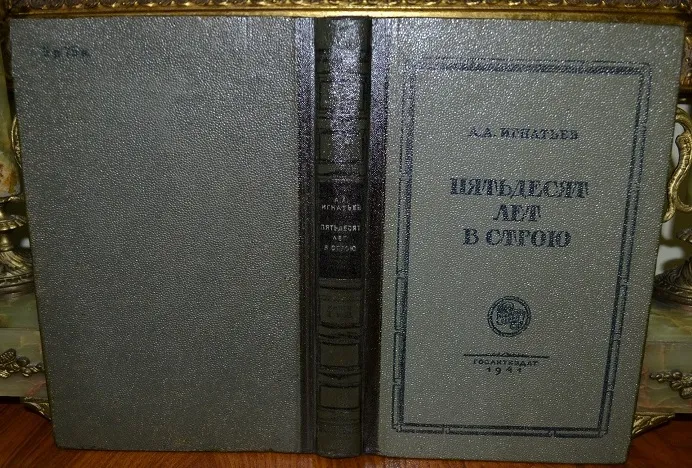 А. А. ИГНАТЬЕВ
ПЯТЬДЕСЯТ
ЛЕТ
В СТРОЮ
ГОСЛИТИЗДАТ
1941
А. А.
ИГНАТЬЕВ
ПЯТЬДЕСЯТ
ЛЕТ
В СТРОЮ